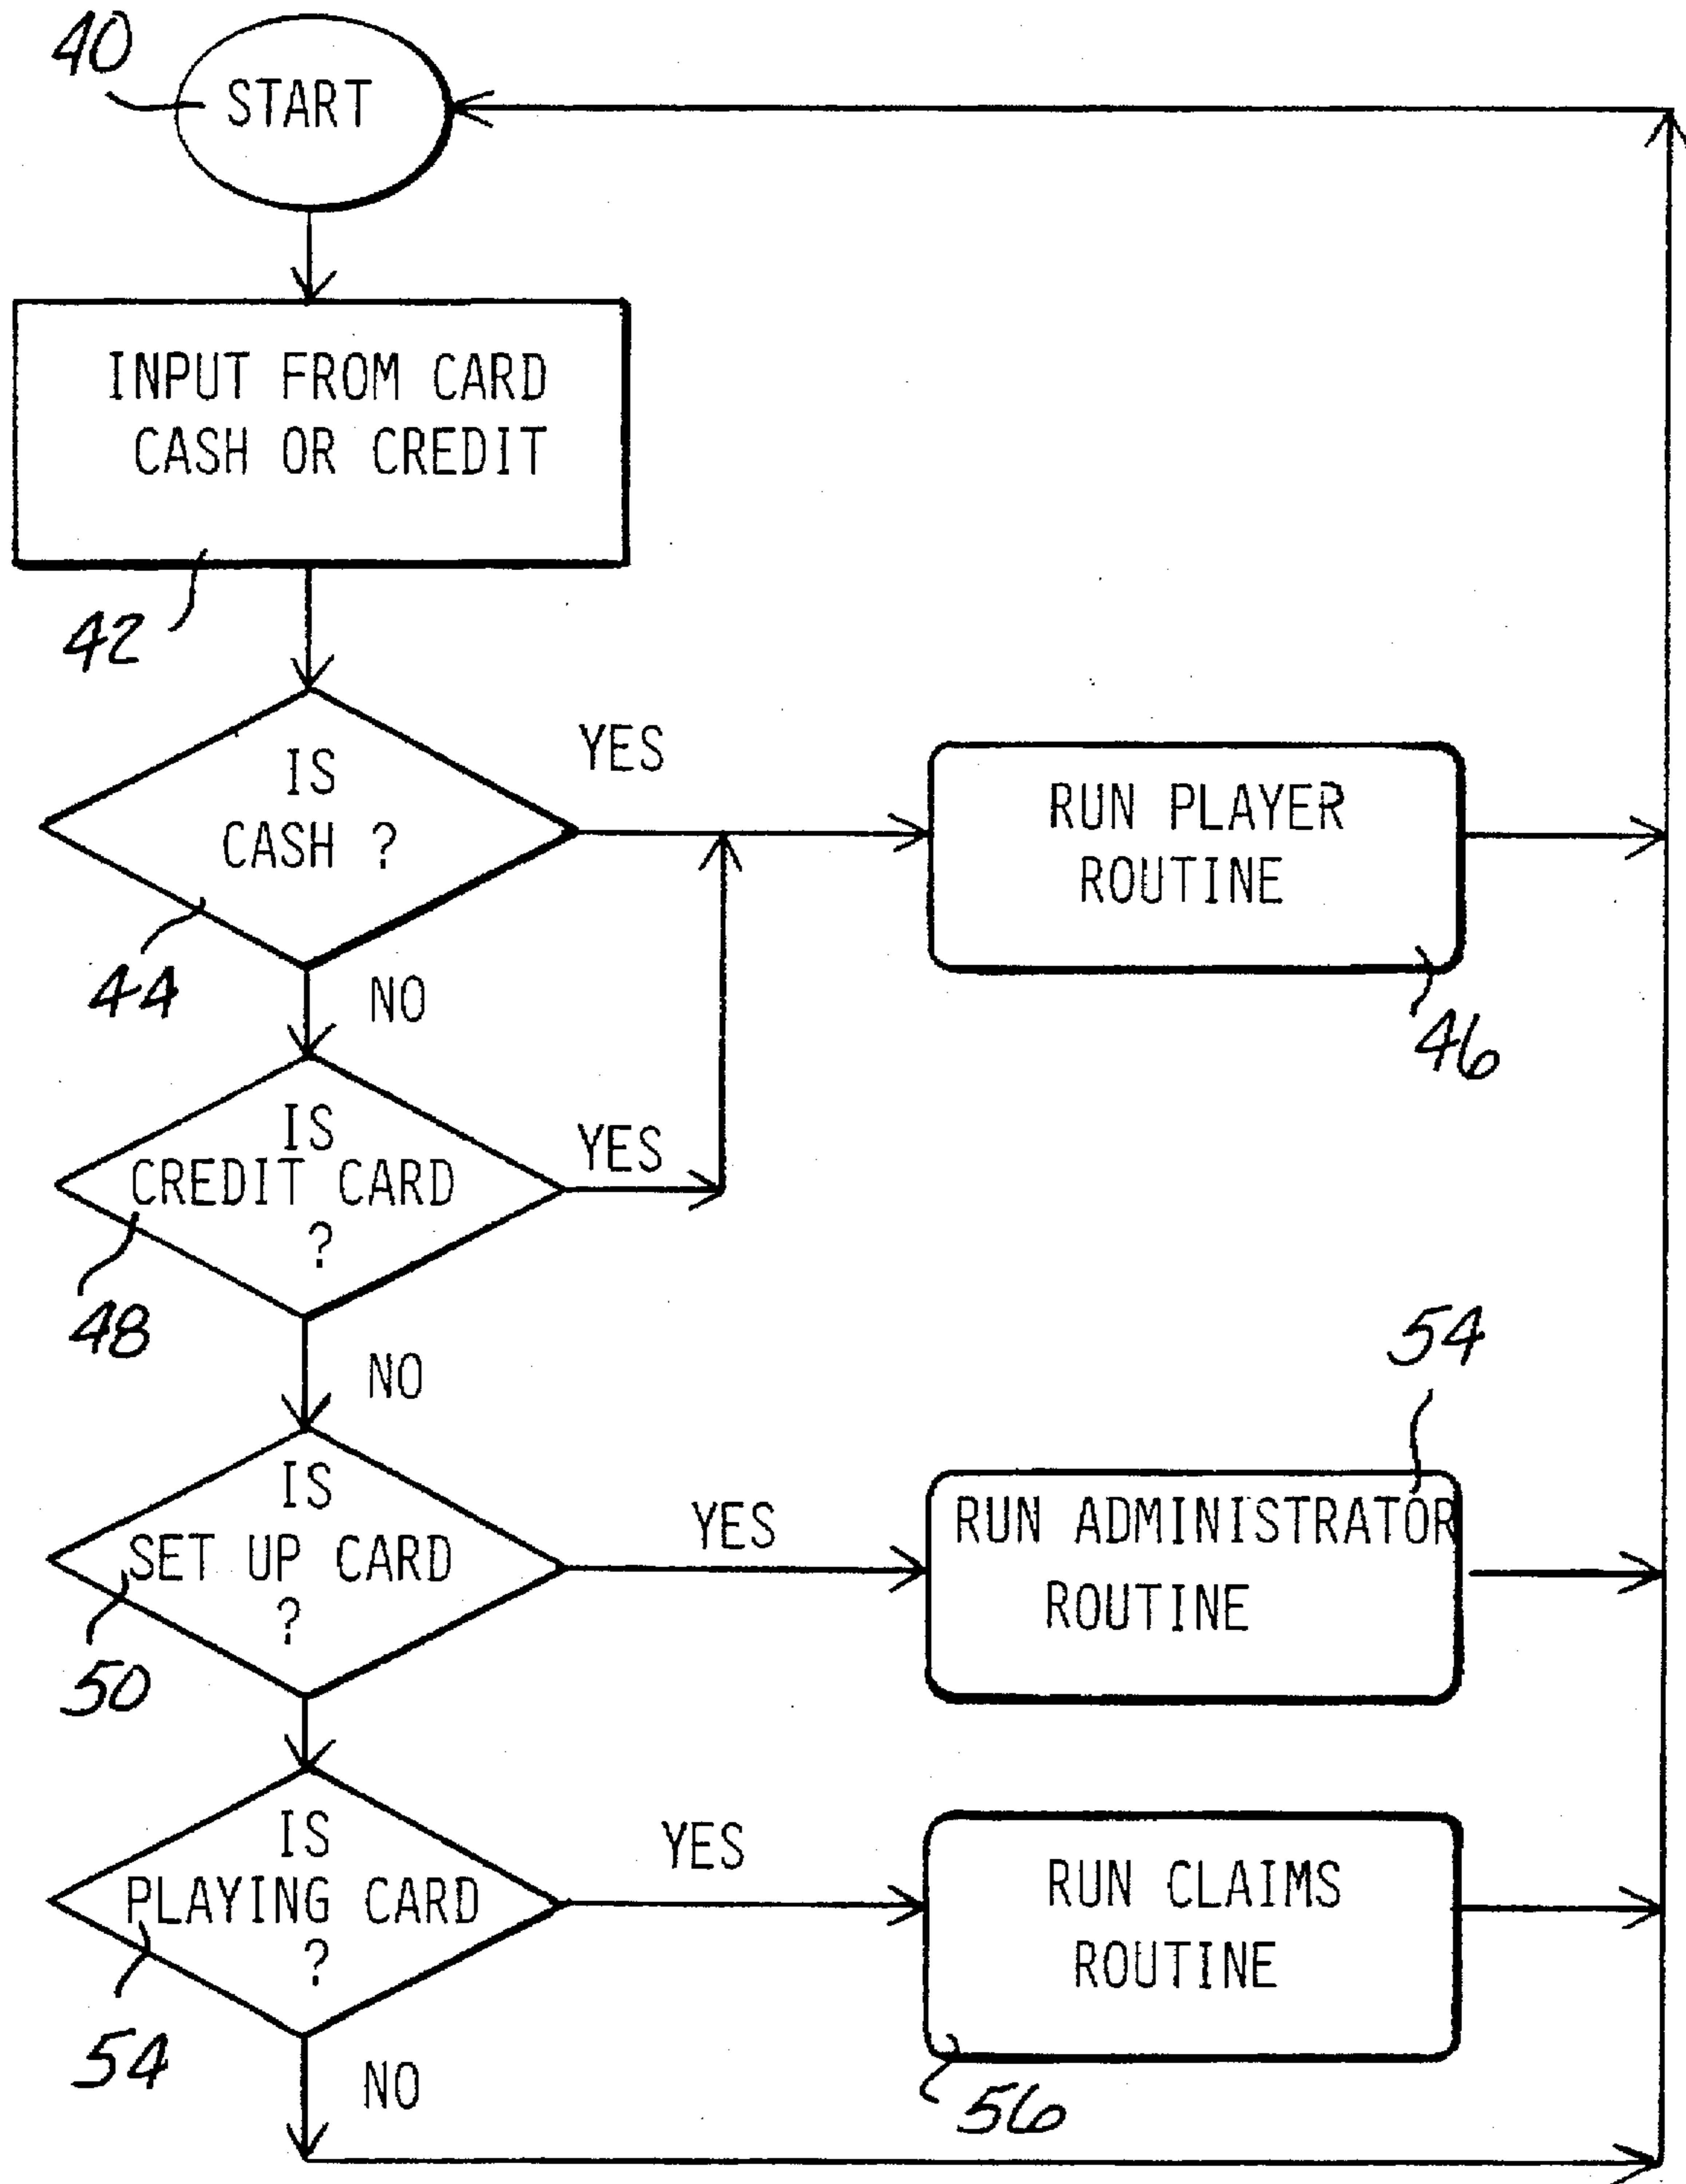 40
START
INPUT FROM CARD
CASH OR CREDIT
42
IS
CASH ?
44
YES
NO
RUN PLAYER
ROUTINE
46
IS
CREDIT CARD
?
48
YES
NO
IS
SET UP CARD
?
50
YES
54
RUN ADMINISTRATOR
ROUTINE
IS
PLAYING CARD
?
54
YES
NO
RUN CLAIMS
ROUTINE
56